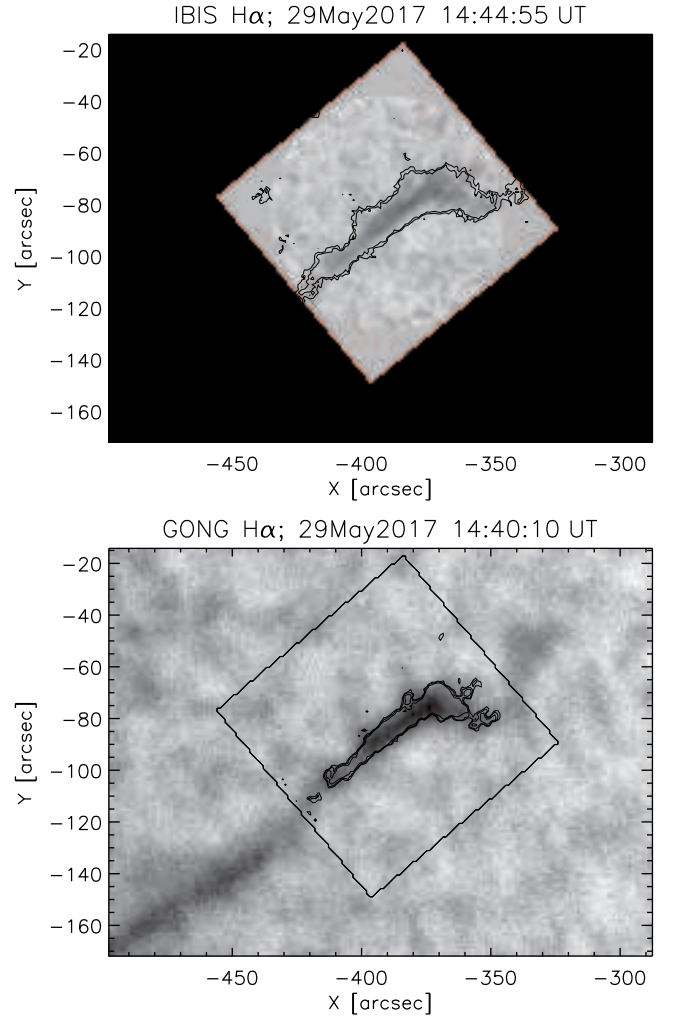 IBIS Hα; 29May2017 14:44:55 UT
−20
−40
−60
−80
−100
−120
−140
−160
Y [arcsec]
−450 −400 −350 −300
X [arcsec]
GONG Hα; 29May2017 14:40:10 UT
−20
−40
−60
−80
−100
−120
−140
−160
Y [arcsec]
−450 −400 −350 −300
X [arcsec]